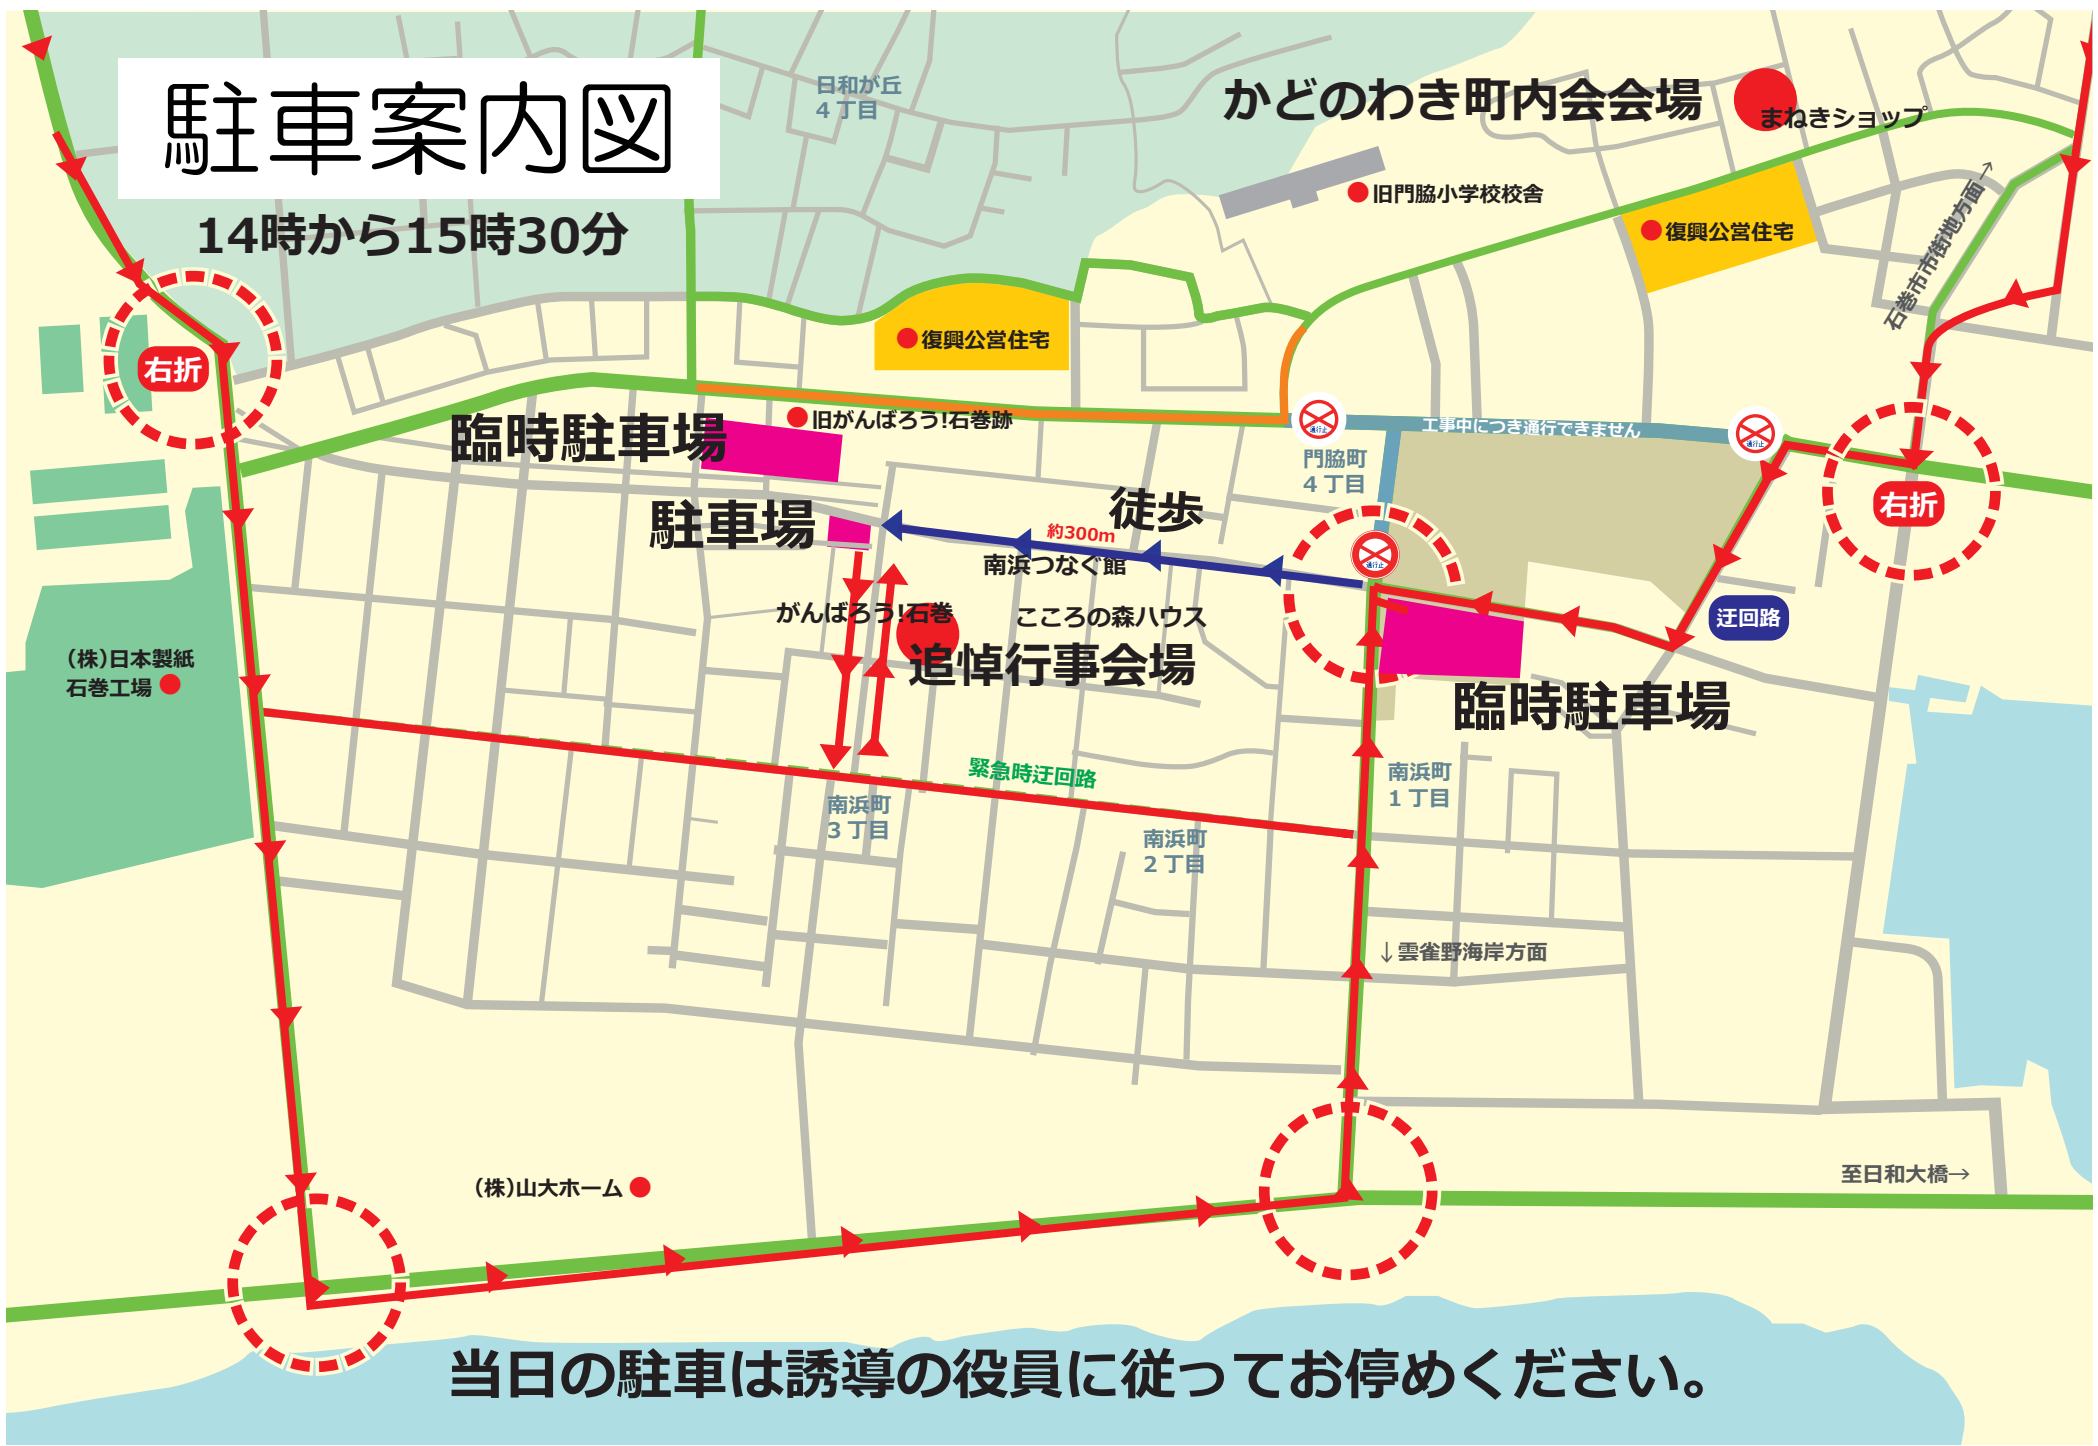 駐車案内図
14時から15時30分
日和が丘
4丁目
かどのわき町内会会場
まねきショップ
旧門脇小学校校舎
復興公営住宅
石巻市市街地方面→
復興公営住宅
右折
臨時駐車場
旧がんばろう!石巻跡
通行止
工事中につき通行できません
通行止
門脇町
4丁目
右折
駐車場
徒歩
約300m
南浜つなぐ館
通行止
がんばろう!石巻
こころの森ハウス
迂回路
追悼行事会場
(株)日本製紙
石巻工場
臨時駐車場
緊急時迂回路
南浜町
1丁目
南浜町
3丁目
南浜町
2丁目
↓雲雀野海岸方面
(株)山大ホーム
至日和大橋→
当日の駐車は誘導の役員に従ってお停めください。